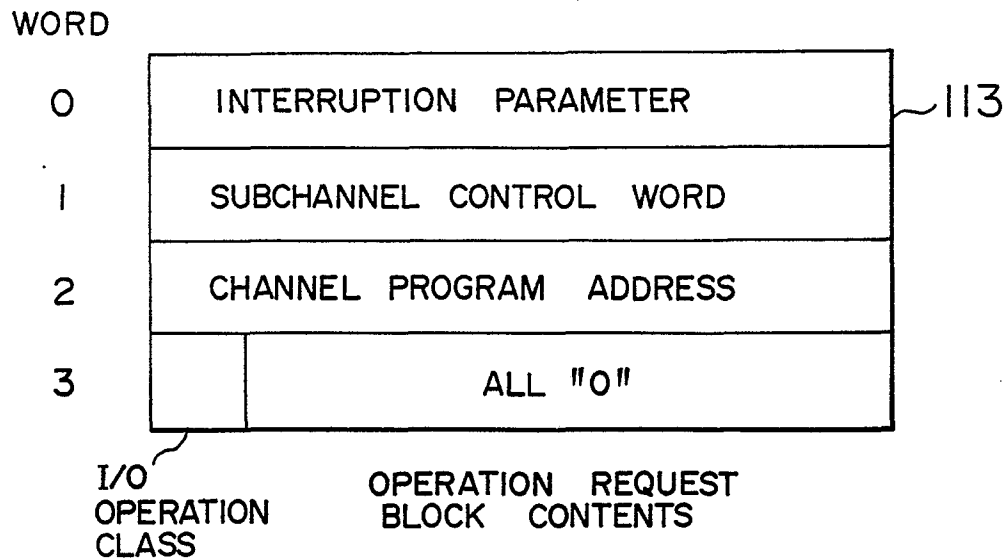 WORD
0 INTERRUPTION PARAMETER 113
1 SUBCHANNEL CONTROL WORD
2 CHANNEL PROGRAM ADDRESS
3 ALL "0"
I/O
OPERATION
CLASS
OPERATION REQUEST
BLOCK CONTENTS